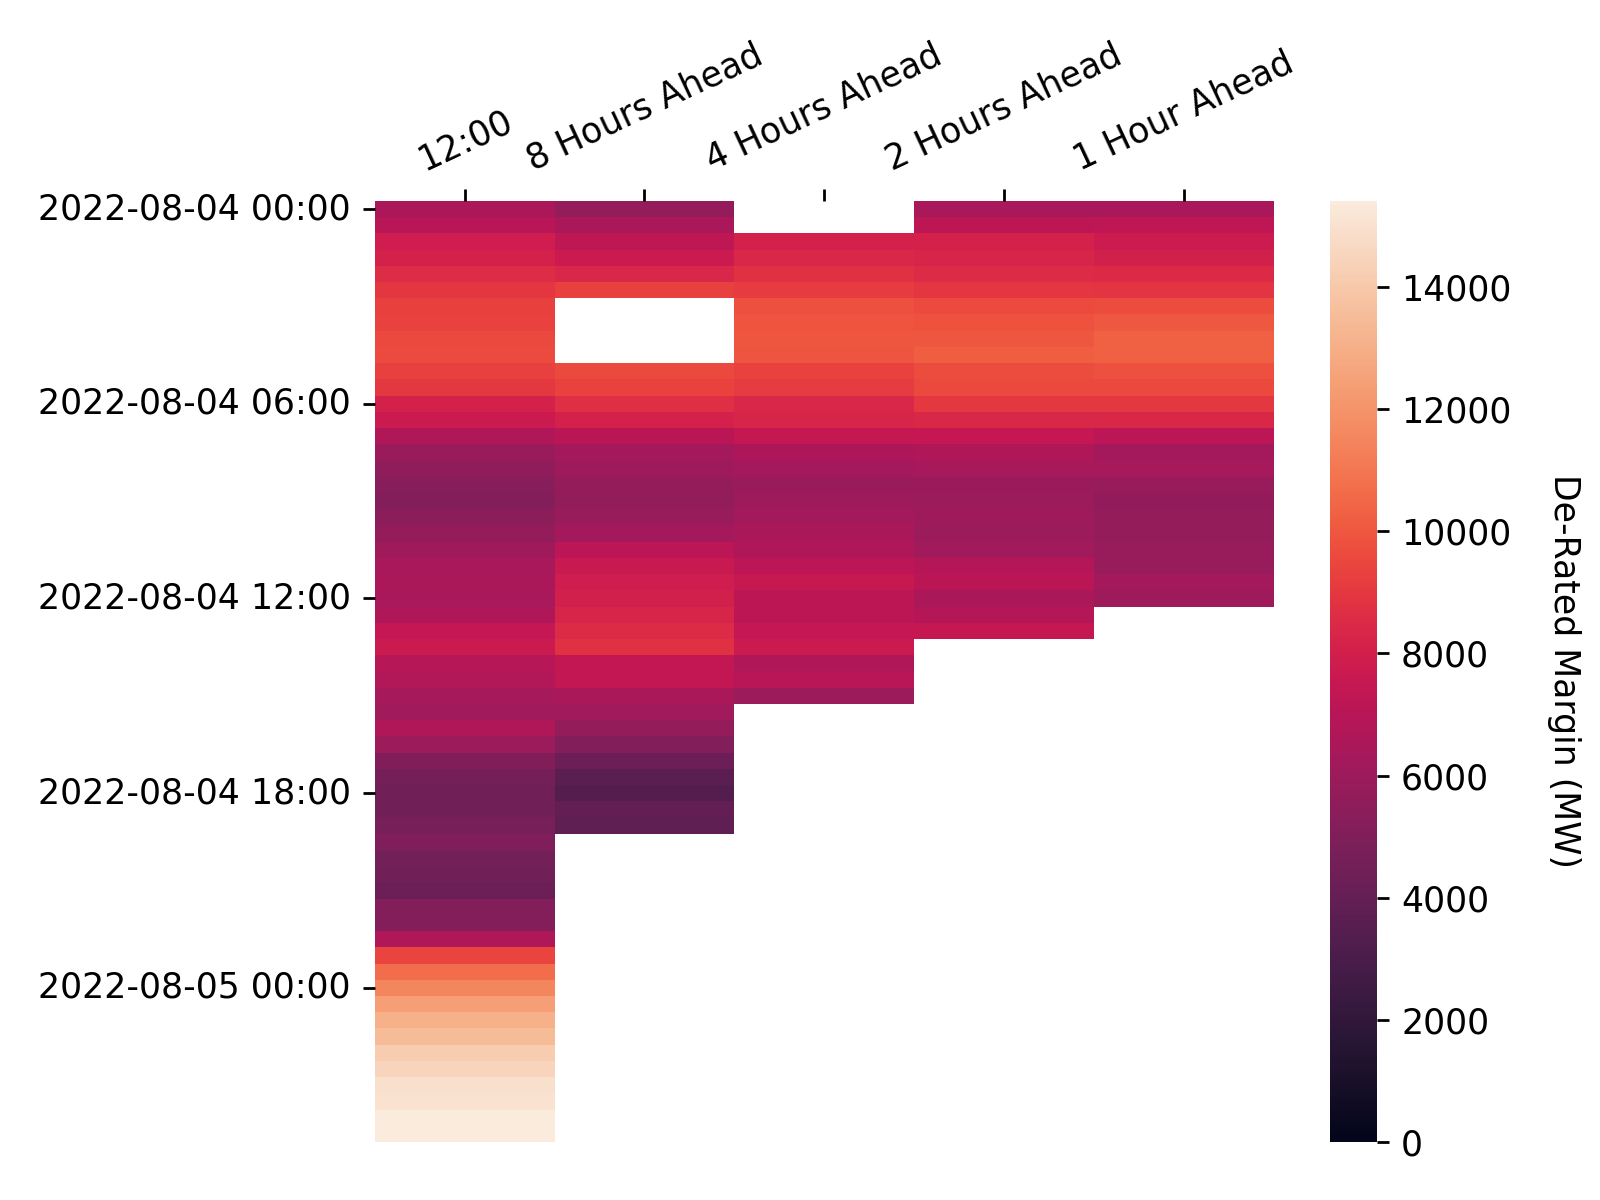 12:00
8 Hours Ahead
4 Hours Ahead
2 Hours Ahead
1 Hour Ahead
2022-08-04 00:00
2022-08-04 06:00
2022-08-04 12:00
2022-08-04 18:00
2022-08-05 00:00
14000
12000
10000
8000
6000
4000
2000
0
De-Rated Margin (MW)